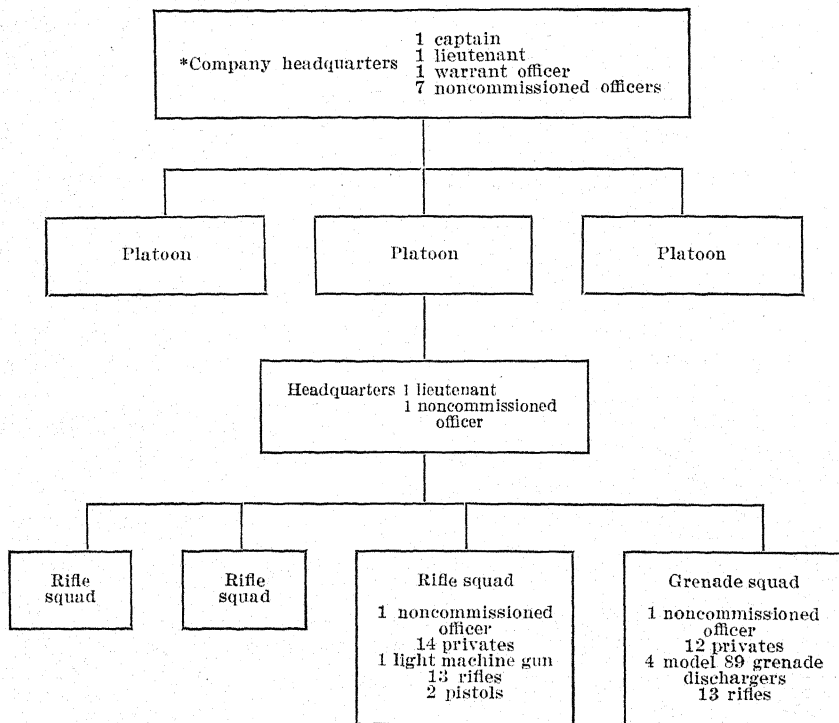 *Company headquarters
1 captain
1 lieutenant
1 warrant officer
7 noncommissioned officers
Platoon
Platoon
Platoon
Headquarters 1 lieutenant
1 noncommissioned
officer
Rifle
squad
Rifle
squad
Rifle squad
1 noncommissioned
officer
14 privates
1 light machine gun
13 rifles
2 pistols
Grenade squad
1 noncommissioned
officer
12 privates
4 model 89 grenade
dischargers
13 rifles